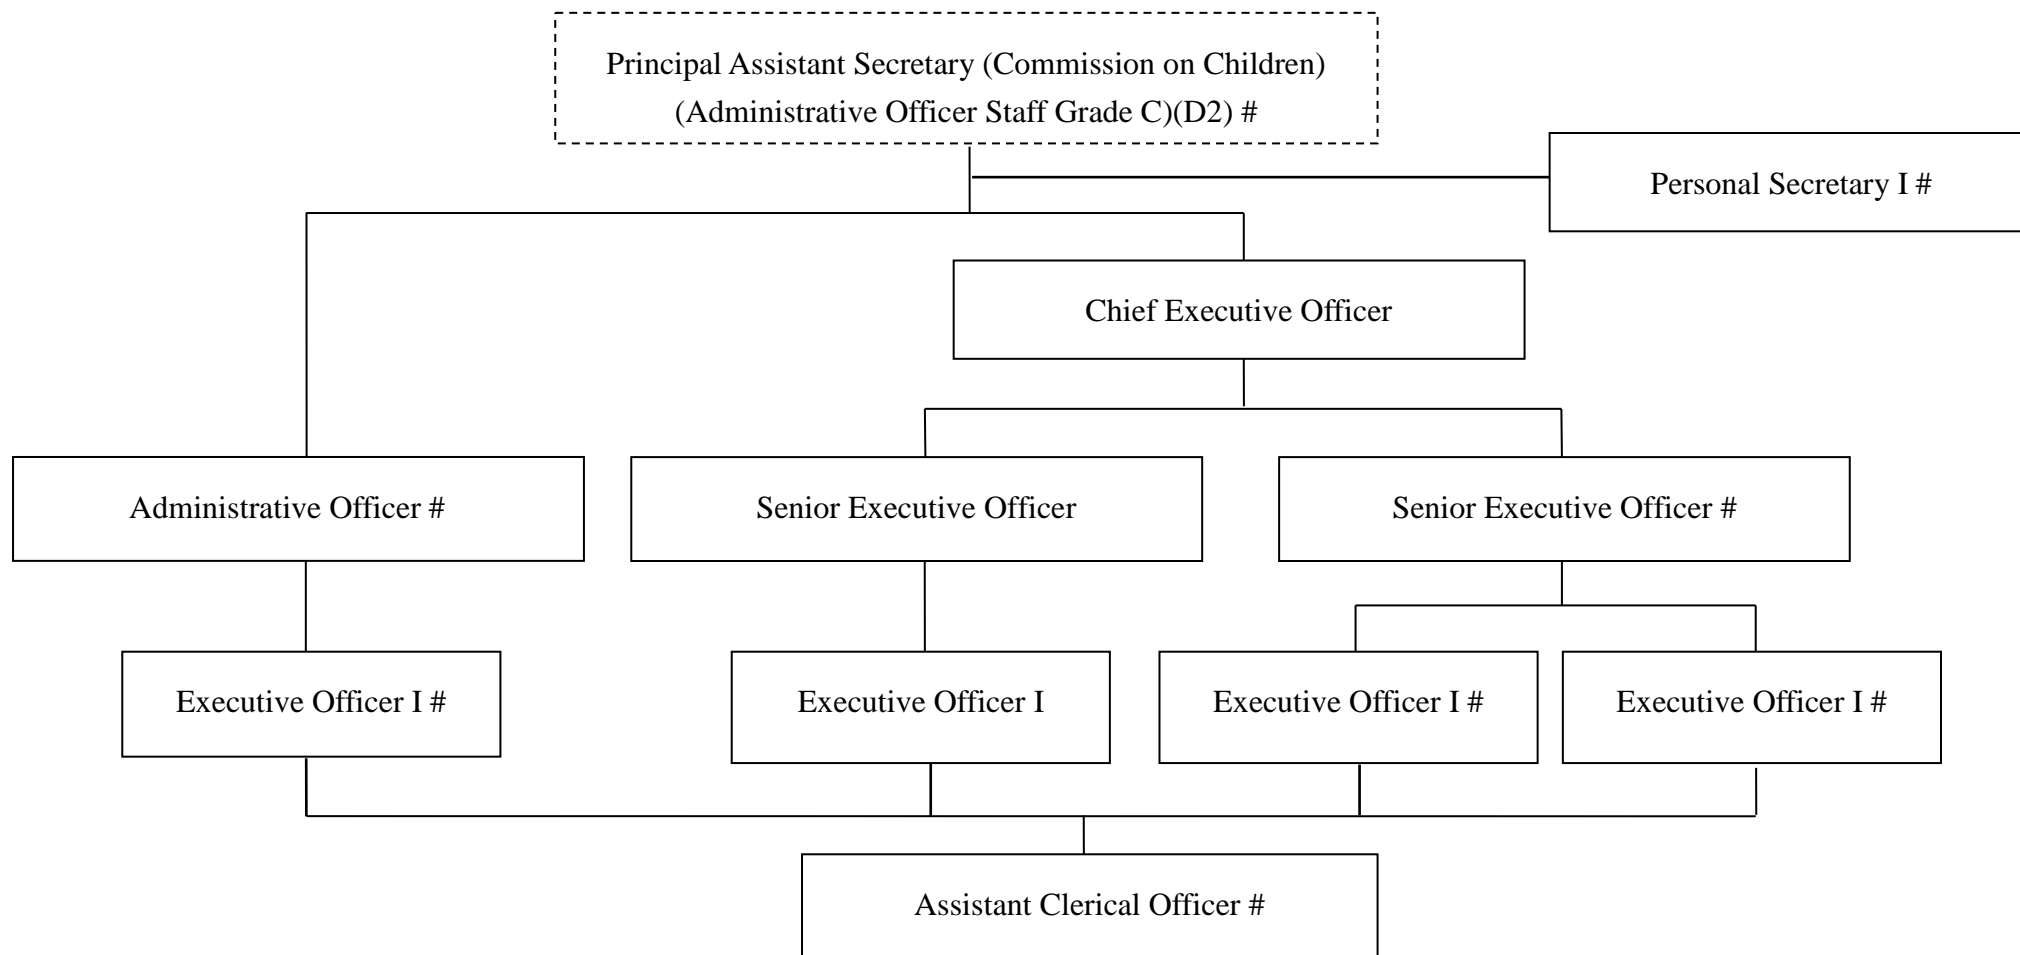 Principal Assistant Secretary (Commission on Children)
(Administrative Officer Staff Grade C)(D2) #
Personal Secretary I #
Chief Executive Officer
Administrative Officer #
Senior Executive Officer
Senior Executive Officer #
Executive Officer I #
Executive Officer I
Executive Officer I #
Executive Officer I #
Assistant Clerical Officer #